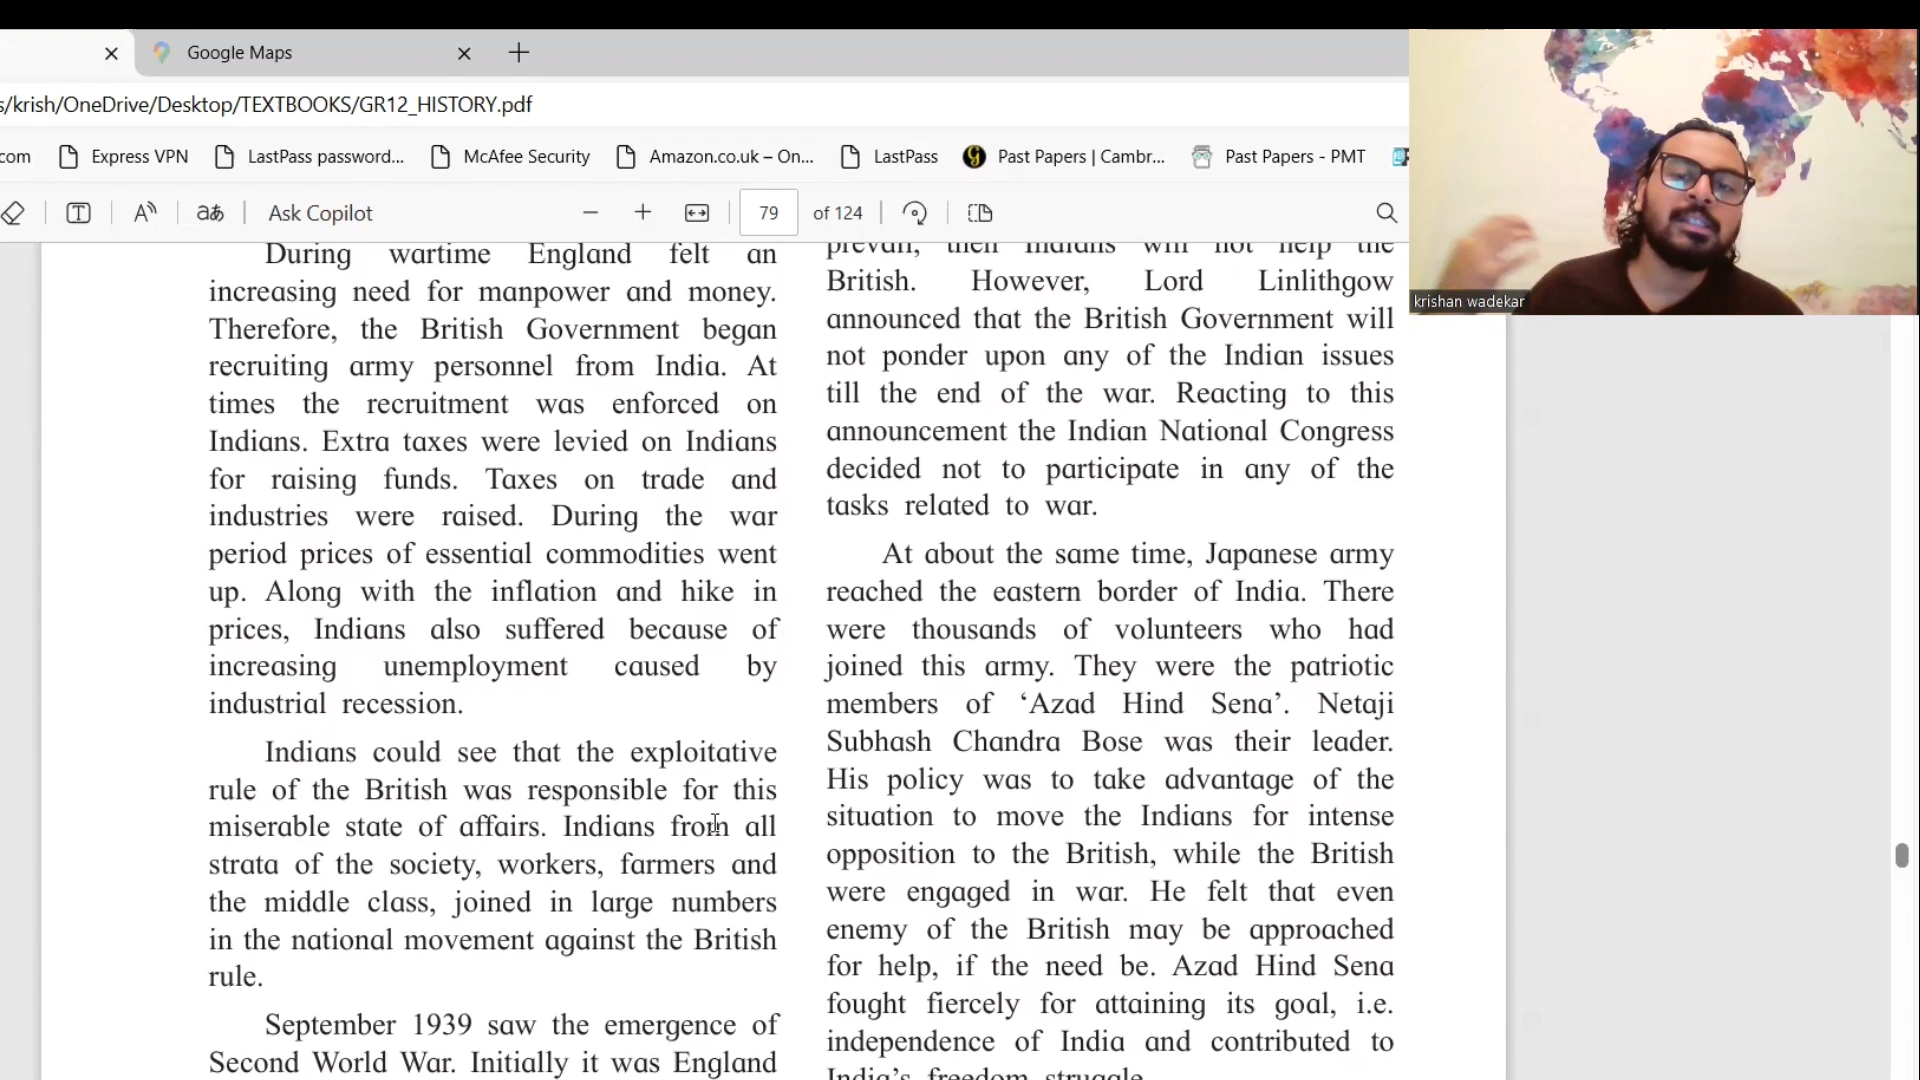 Google Maps
s/krish/OneDrive/Desktop/TEXTBOOKS/GR12_HISTORY.pdf
com
Express VPN
LastPass password...
McAfee Security
Amazon.co.uk – On...
LastPass
Past Papers | Cambr...
Past Papers - PMT
Ask Copilot
79
of 124
krishan wadekar
During wartime England felt an
increasing need for manpower and money.
Therefore, the British Government began
recruiting army personnel from India. At
times the recruitment was enforced on
Indians. Extra taxes were levied on Indians
for raising funds. Taxes on trade and
industries were raised. During the war
period prices of essential commodities went
up. Along with the inflation and hike in
prices, Indians also suffered because of
increasing unemployment caused by
industrial recession.
Indians could see that the exploitative
rule of the British was responsible for this
miserable state of affairs. Indians from all
strata of the society, workers, farmers and
the middle class, joined in large numbers
in the national movement against the British
rule.
September 1939 saw the emergence of
Second World War. Initially it was England
prevail, then Indians will not help the
British. However, Lord Linlithgow
announced that the British Government will
not ponder upon any of the Indian issues
till the end of the war. Reacting to this
announcement the Indian National Congress
decided not to participate in any of the
tasks related to war.
At about the same time, Japanese army
reached the eastern border of India. There
were thousands of volunteers who had
joined this army. They were the patriotic
members of ‘Azad Hind Sena’. Netaji
Subhash Chandra Bose was their leader.
His policy was to take advantage of the
situation to move the Indians for intense
opposition to the British, while the British
were engaged in war. He felt that even
enemy of the British may be approached
for help, if the need be. Azad Hind Sena
fought fiercely for attaining its goal, i.e.
independence of India and contributed to
India’s freedom struggle.